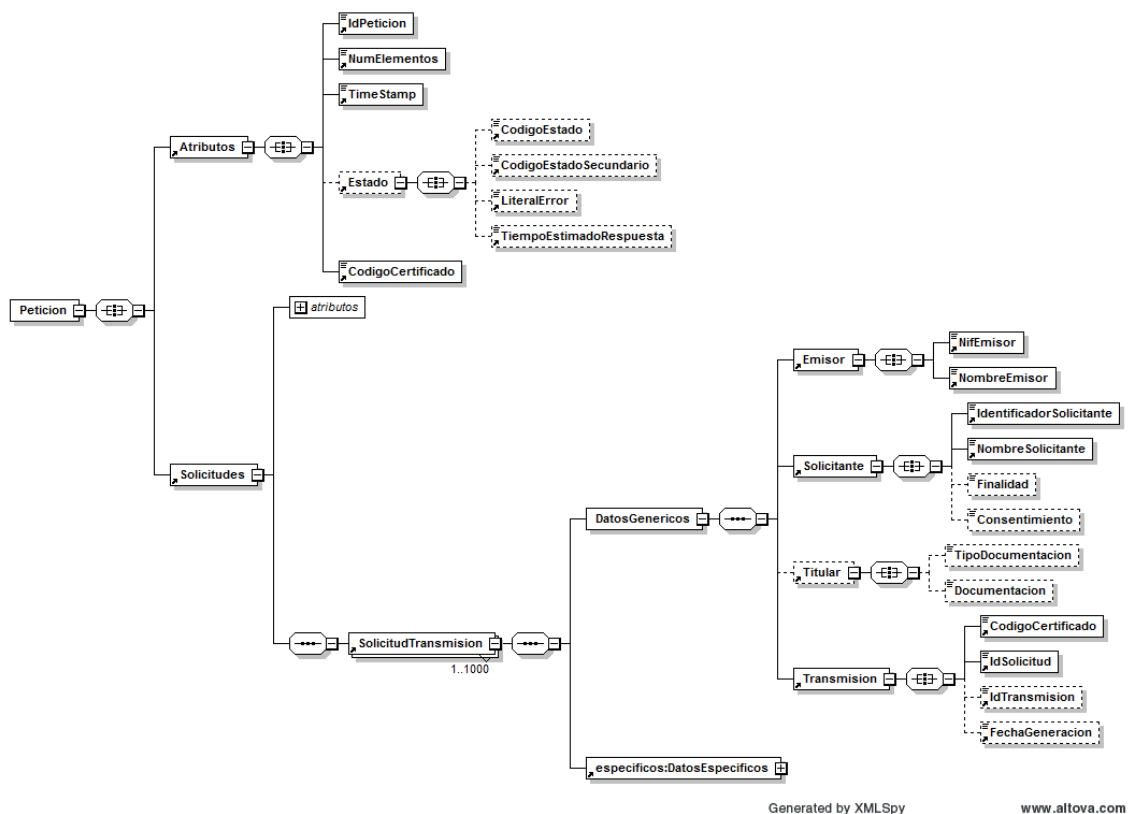 IdPeticion
NumElementos
TimeStamp
Atributos
CodigoEstado
CodigoEstadoSecundario
Estado
LiteralError
TiempoEstimadoRespuesta
CodigoCertificado
Peticion
atributos
NifEmisor
Emisor
NombreEmisor
IdentificadorSolicitante
NombreSolicitante
Solicitudes
Solicitante
Finalidad
DatosGenericos
Consentimiento
TipoDocumentacion
Titular
Documentacion
CodigoCertificado
SolicitudTransmision
1..1000
IdSolicitud
Transmision
IdTransmision
FechaGeneracion
especificos:DatosEspecificos
Generated by XMLSpy
www.altova.com